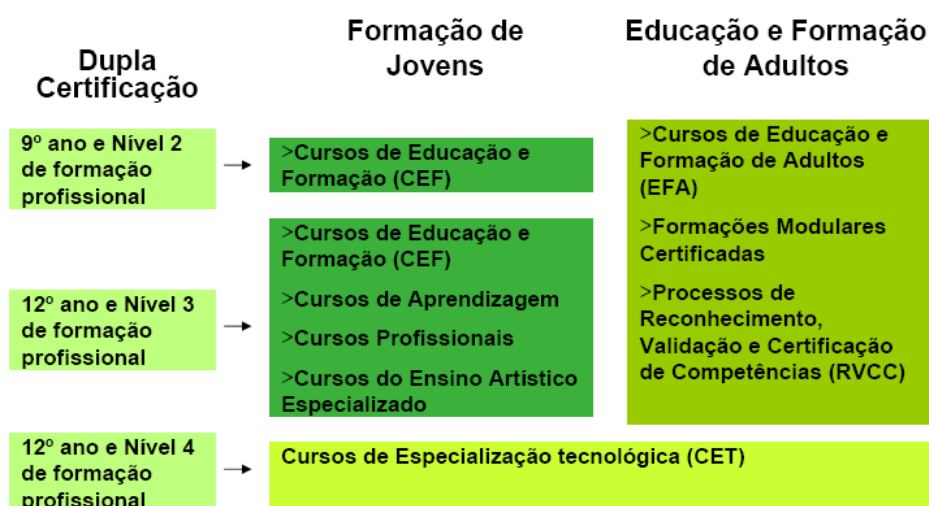 Dupla
Certificação
Formação de
Jovens
Educação e Formação
de Adultos
9º ano e Nível 2
de formação
profissional
>Cursos de Educação e
Formação (CEF)
12º ano e Nível 3
de formação
profissional
>Cursos de Educação e
Formação (CEF)
>Cursos de Aprendizagem
>Cursos Profissionais
>Cursos do Ensino Artístico
Especializado
>Cursos de Educação e
Formação de Adultos
(EFA)
>Formações Modulares
Certificadas
>Processos de
Reconhecimento,
Validação e Certificação
de Competências (RVCC)
12º ano e Nível 4
de formação
profissional
Cursos de Especialização tecnológica (CET)